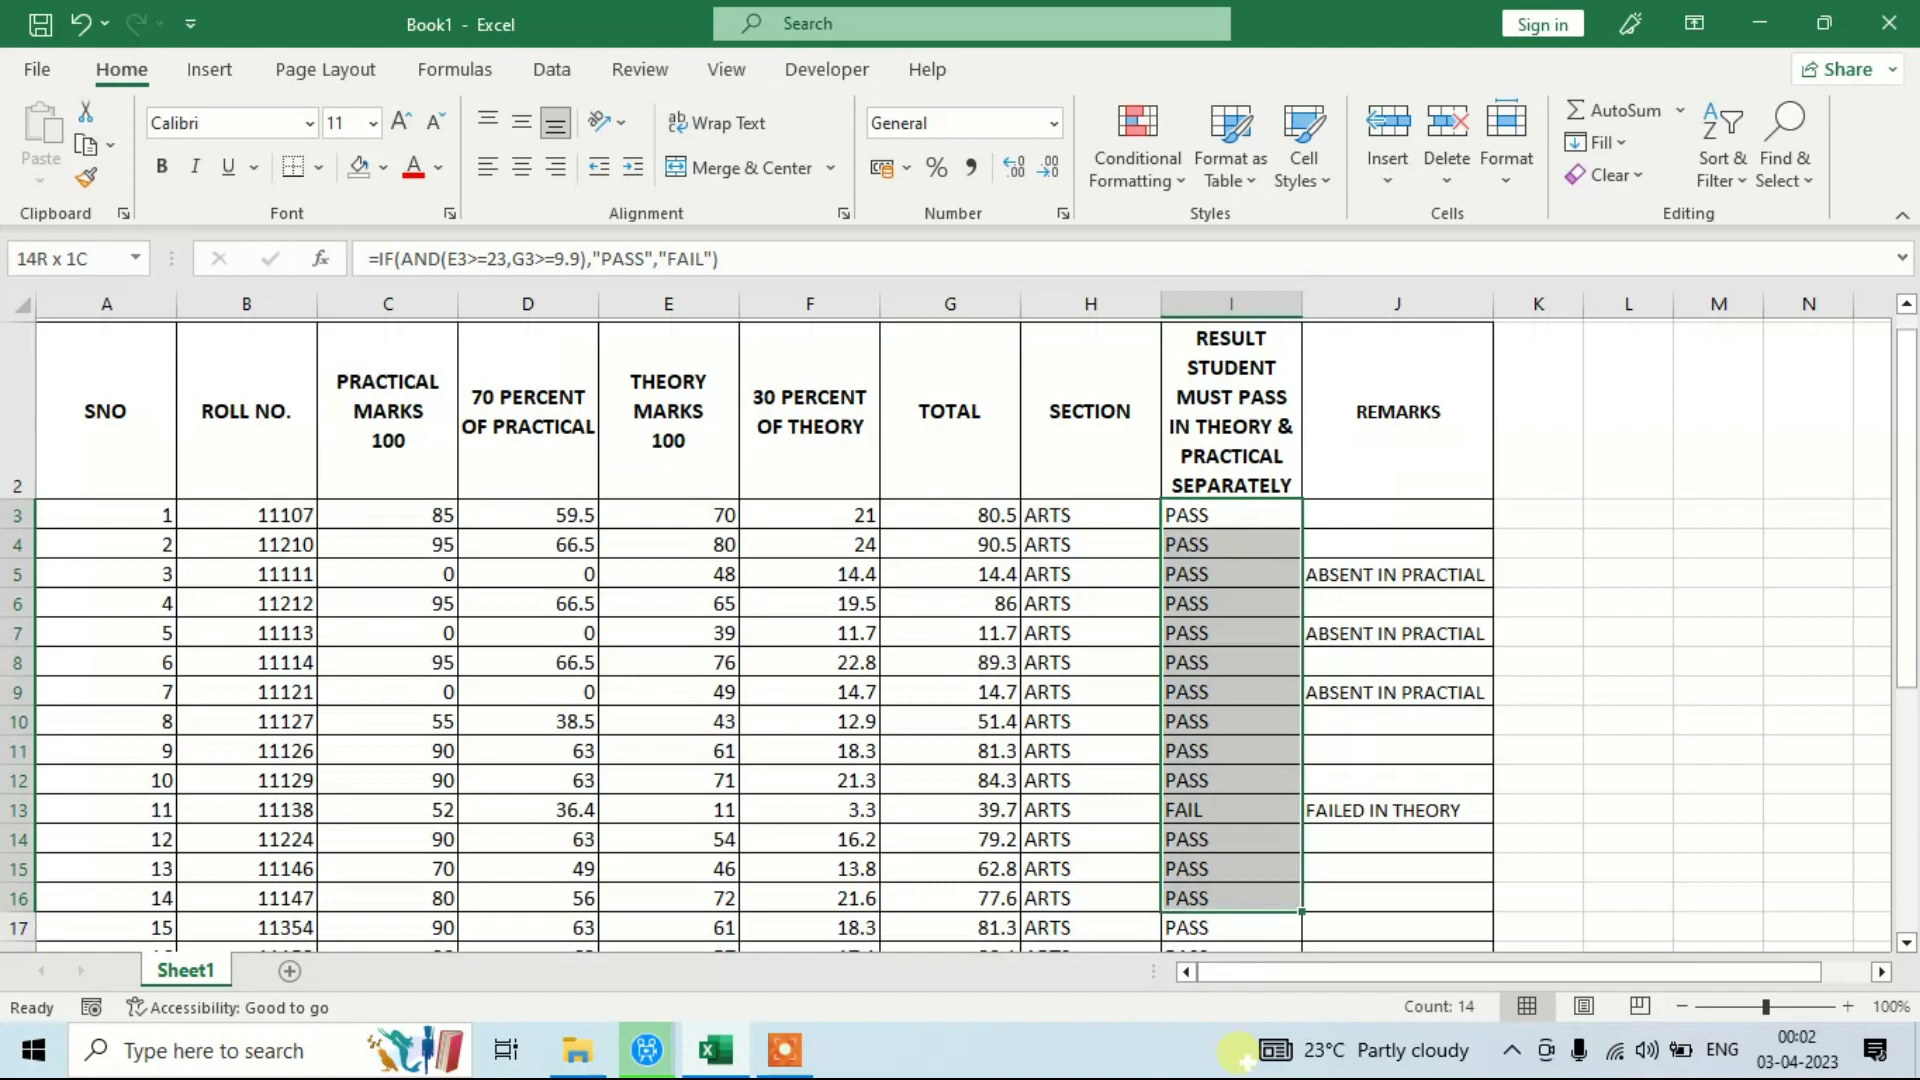 Book1 - Excel
Search
Sign in
File Home Insert Page Layout Formulas Data Review View Developer Help
Share
Paste
Clipboard
Calibri 11
B I U
Font
Wrap Text
Merge & Center
Alignment
General
%
Number
Conditional Formatting
Format as Table
Cell Styles
Styles
Insert Delete Format
Cells
AutoSum
Fill
Clear
Sort & Filter
Find & Select
Editing
14R x 1C
fx
=IF(AND(E3>=23,G3>=9.9),"PASS","FAIL")
A B C D E F G H I J K L M N
2
SNO
ROLL NO.
PRACTICAL
MARKS
100
70 PERCENT
OF PRACTICAL
THEORY
MARKS
100
30 PERCENT
OF THEORY
TOTAL
SECTION
RESULT
STUDENT
MUST PASS
IN THEORY &
PRACTICAL
SEPARATELY
REMARKS
3 1 11107 85 59.5 70 21 80.5 ARTS PASS
4 2 11210 95 66.5 80 24 90.5 ARTS PASS
5 3 11111 0 0 48 14.4 14.4 ARTS PASS ABSENT IN PRACTIAL
6 4 11212 95 66.5 65 19.5 86 ARTS PASS
7 5 11113 0 0 39 11.7 11.7 ARTS PASS ABSENT IN PRACTIAL
8 6 11114 95 66.5 76 22.8 89.3 ARTS PASS
9 7 11121 0 0 49 14.7 14.7 ARTS PASS ABSENT IN PRACTIAL
10 8 11127 55 38.5 43 12.9 51.4 ARTS PASS
11 9 11126 90 63 61 18.3 81.3 ARTS PASS
12 10 11129 90 63 71 21.3 84.3 ARTS PASS
13 11 11138 52 36.4 11 3.3 39.7 ARTS FAIL FAILED IN THEORY
14 12 11224 90 63 54 16.2 79.2 ARTS PASS
15 13 11146 70 49 46 13.8 62.8 ARTS PASS
16 14 11147 80 56 72 21.6 77.6 ARTS PASS
17 15 11354 90 63 61 18.3 81.3 ARTS PASS
Sheet1
Ready
Accessibility: Good to go
Count: 14
100%
Type here to search
23°C Partly cloudy
ENG
00:02
03-04-2023